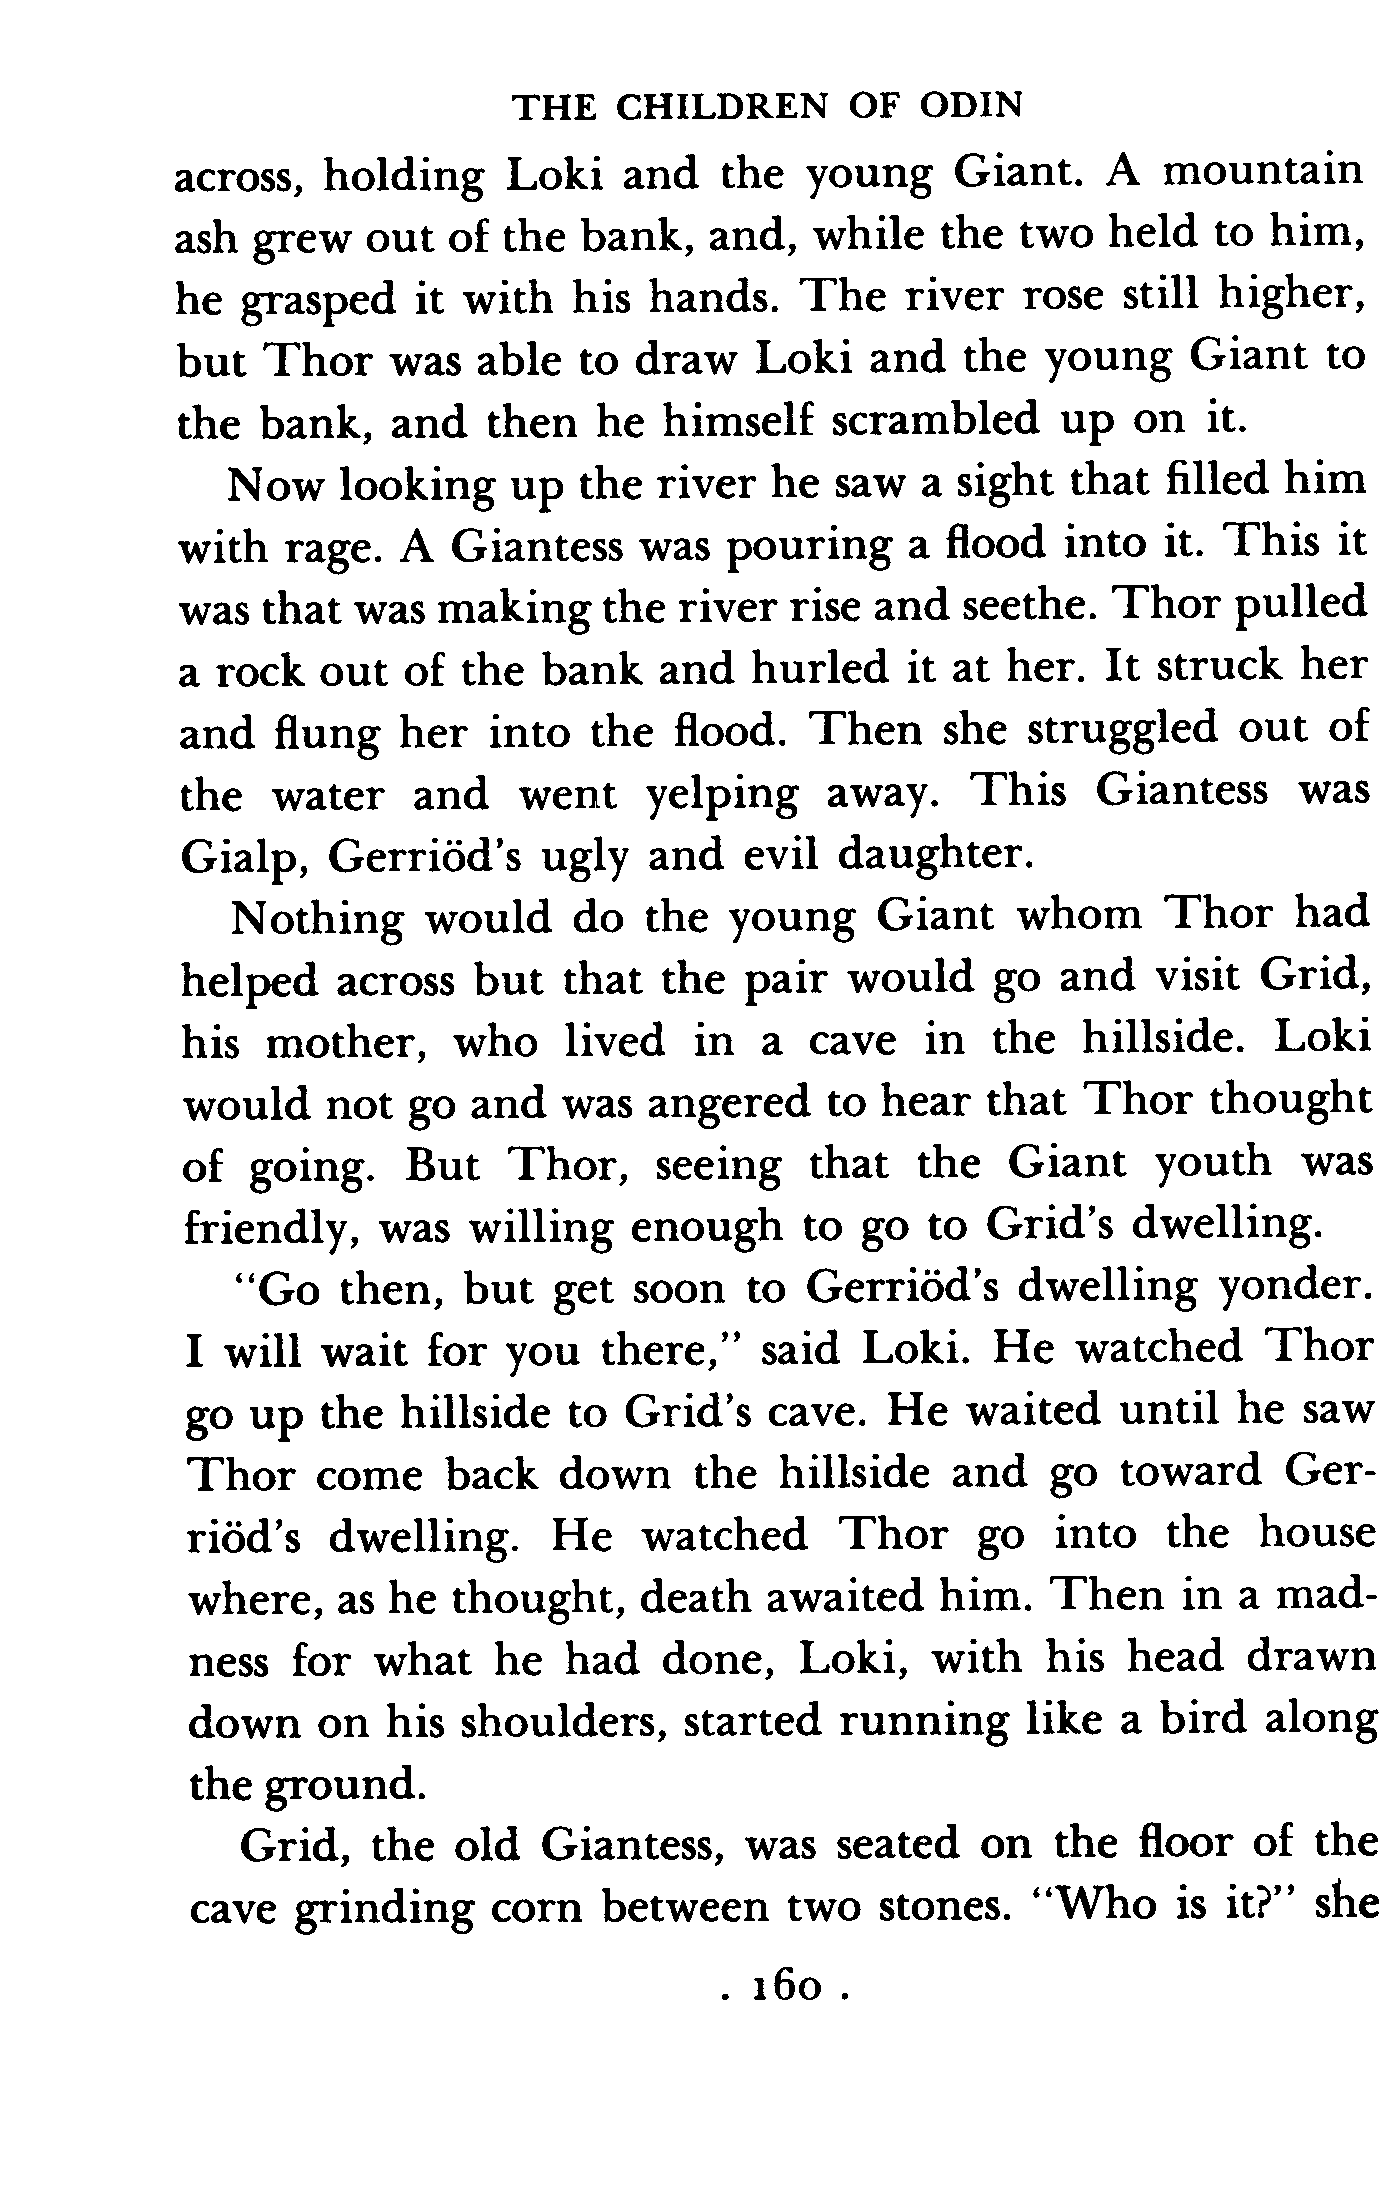 THE CHILDREN OF ODIN
across, holding Loki and the young Giant. A mountain
ash grew out of the bank, and, while the two held to him,
he grasped it with his hands. The river rose still higher,
but Thor was able to draw Loki and the young Giant to
the bank, and then he himself scrambled up on it.
Now looking up the river he saw a sight that filled him
with rage. A Giantess was pouring a flood into it. This it
was that was making the river rise and seethe. Thor pulled
a rock out of the bank and hurled it at her. It struck her
and flung her into the flood. Then she struggled out of
the water and went yelping away. This Giantess was
Gialp, Gerriöd's ugly and evil daughter.
Nothing would do the young Giant whom Thor had
helped across but that the pair would go and visit Grid,
his mother, who lived in a cave in the hillside. Loki
would not go and was angered to hear that Thor thought
of going. But Thor, seeing that the Giant youth was
friendly, was willing enough to go to Grid's dwelling.
"Go then, but get soon to Gerriöd's dwelling yonder.
I will wait for you there," said Loki. He watched Thor
go up the hillside to Grid's cave. He waited until he saw
Thor come back down the hillside and go toward Ger-
riöd's dwelling. He watched Thor go into the house
where, as he thought, death awaited him. Then in a mad-
ness for what he had done, Loki, with his head drawn
down on his shoulders, started running like a bird along
the ground.
Grid, the old Giantess, was seated on the floor of the
cave grinding corn between two stones. "Who is it?" she
. 160 .